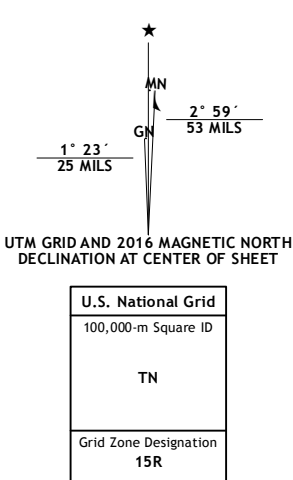 MN
GN
2° 59´
53 MILS
1° 23´
25 MILS
UTM GRID AND 2016 MAGNETIC NORTH
DECLINATION AT CENTER OF SHEET
U.S. National Grid
100,000-m Square ID
TN
Grid Zone Designation
15R